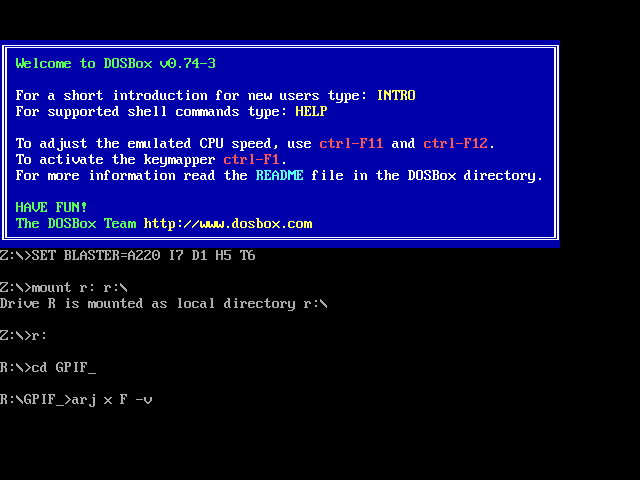 Welcome to DOSBox v0.74-3
For a short introduction for new users type: INTRO
For supported shell commands type: HELP
To adjust the emulated CPU speed, use ctrl-F11 and ctrl-F12.
To activate the keymapper ctrl-F1.
For more information read the README file in the DOSBox directory.
HAVE FUN!
The DOSBox Team http://www.dosbox.com
Z:\>SET BLASTER=A220 I7 D1 H5 T6
Z:\>mount r: r:\
Drive R is mounted as local directory r:\
Z:\>r:
R:\>cd GPIF_
R:\GPIF_>arj x F -v